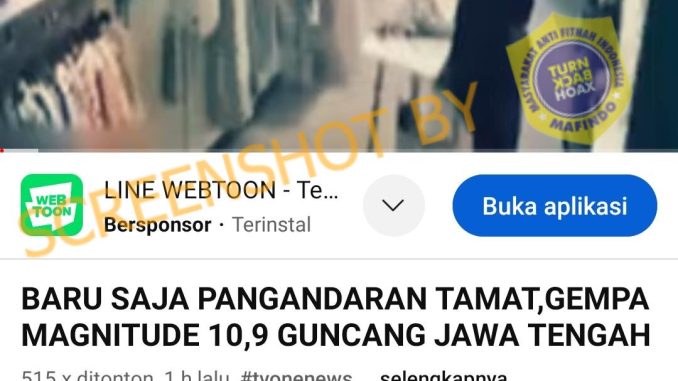 MASYARAKAT ANTI FITNAH INDONESIA
TURN
BACK
HOAX
MAFINDO
SCREENSHOT BY
WEB
TOON
LINE WEBTOON - Te...
Bersponsor · Terinstal
Buka aplikasi
BARU SAJA PANGANDARAN TAMAT,GEMPA
MAGNITUDE 10,9 GUNCANG JAWA TENGAH
515 x ditonton 1 h lalu #tvonenews ... selengkapnya